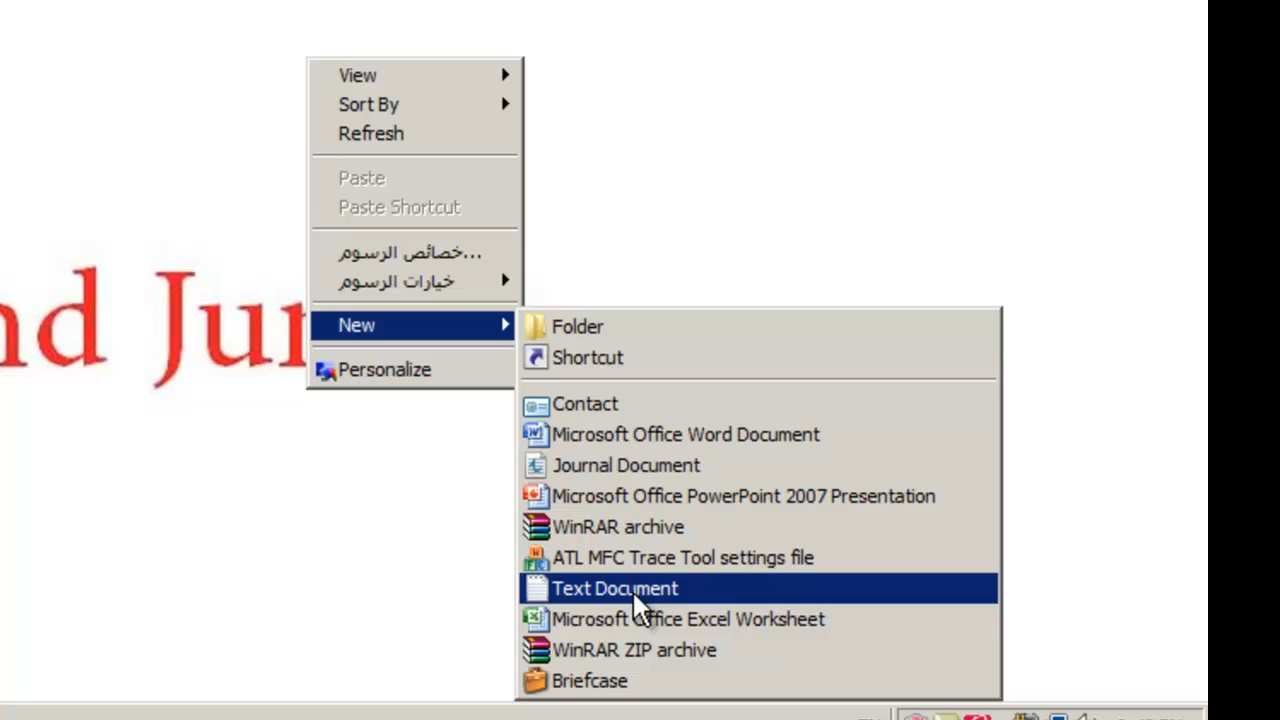 View
Sort By
Refresh
Paste
Paste Shortcut
خصائص الرسوم...
خيارات الرسوم
nd Jur
New
Personalize
Folder
Shortcut
Contact
Microsoft Office Word Document
Journal Document
Microsoft Office PowerPoint 2007 Presentation
WinRAR archive
ATL MFC Trace Tool settings file
Text Document
Microsoft Office Excel Worksheet
WinRAR ZIP archive
Briefcase